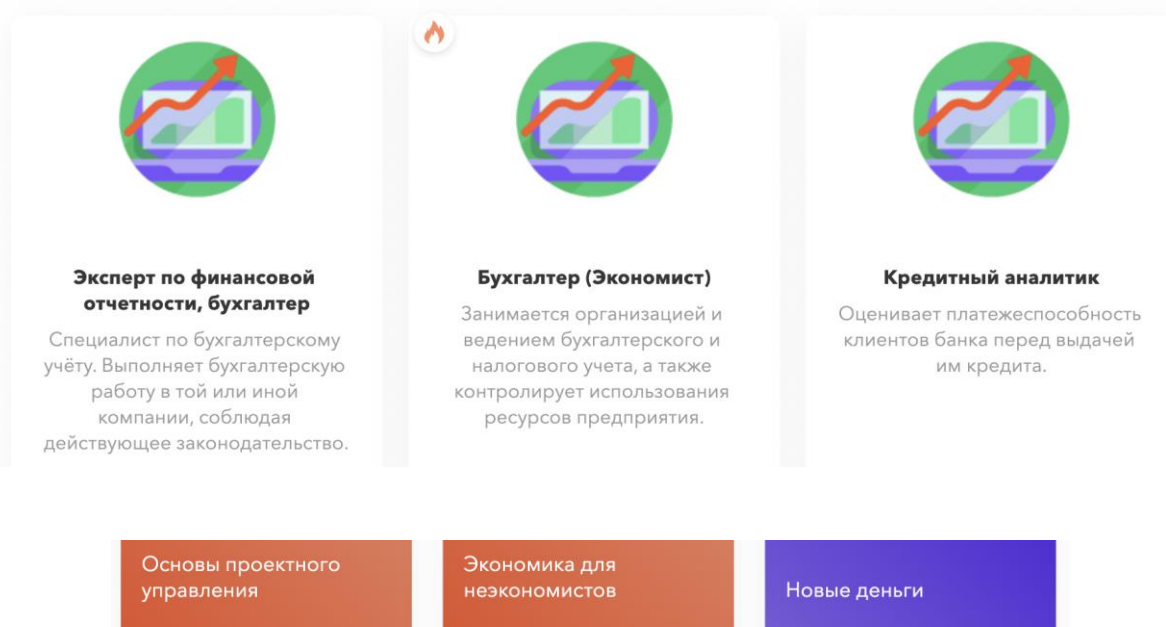 Эксперт по финансовой
отчетности, бухгалтер
Специалист по бухгалтерскому
учёту. Выполняет бухгалтерскую
работу в той или иной
компании, соблюдая
действующее законодательство.
Бухгалтер (Экономист)
Занимается организацией и
ведением бухгалтерского и
налогового учета, а также
контролирует использования
ресурсов предприятия.
Кредитный аналитик
Оценивает платежеспособность
клиентов банка перед выдачей
им кредита.
Основы проектного
управления
Экономика для
неэкономистов
Новые деньги